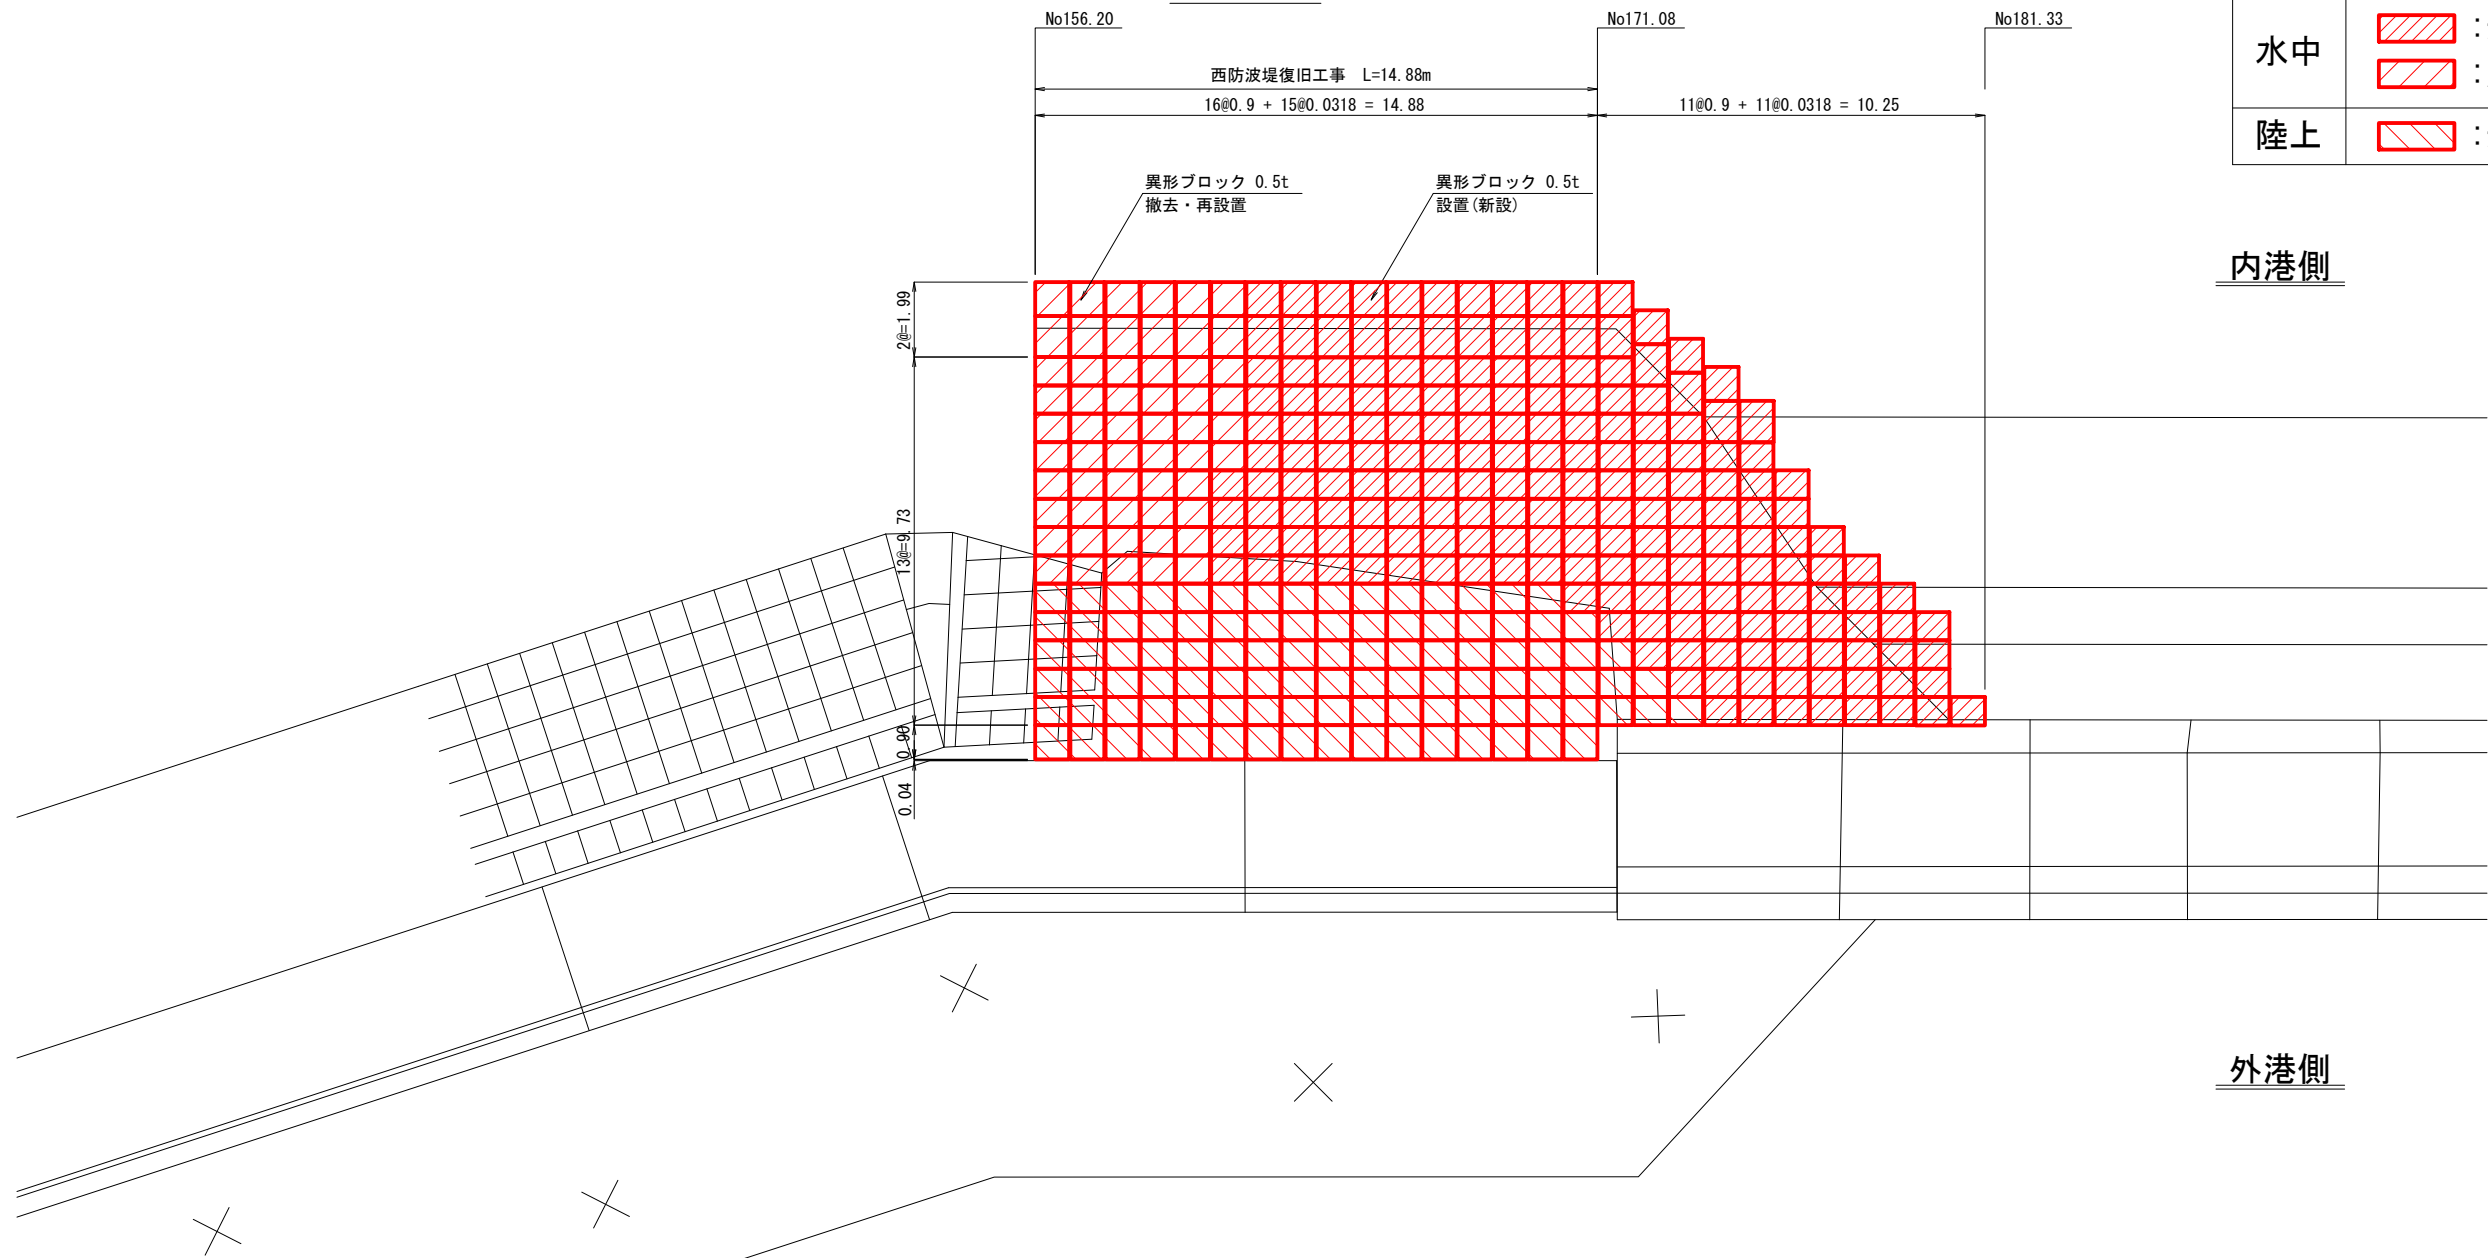 No156.20
No171.08
No181.33
水中
陸上
西防波堤復旧工事 L=14.88m
16@0.9 + 15@0.0318 = 14.88
11@0.9 + 11@0.0318 = 10.25
異形ブロック 0.5t
撤去・再設置
異形ブロック 0.5t
設置(新設)
内港側
2@=1.99
13@=9.73
0.90
0.04
外港側